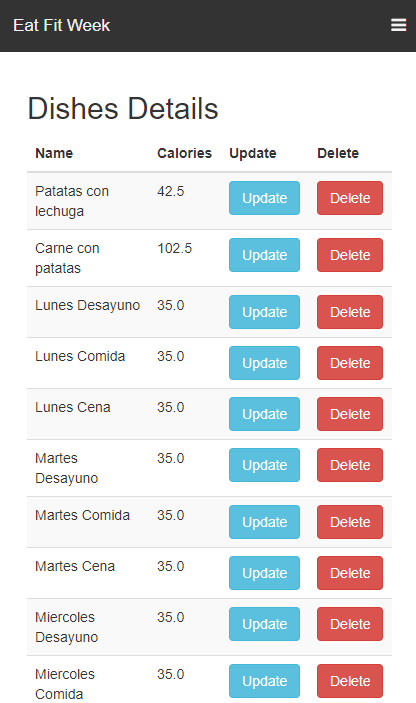 Eat Fit Week
Dishes Details
Name Calories Update Delete
Patatas con 42.5 Update Delete
lechuga
Carne con 102.5 Update Delete
patatas
Lunes Desayuno 35.0 Update Delete
Lunes Comida 35.0 Update Delete
Lunes Cena 35.0 Update Delete
Martes 35.0 Update Delete
Desayuno
Martes Comida 35.0 Update Delete
Martes Cena 35.0 Update Delete
Miercoles 35.0 Update Delete
Desayuno
Miercoles 35.0 Update Delete
Comida